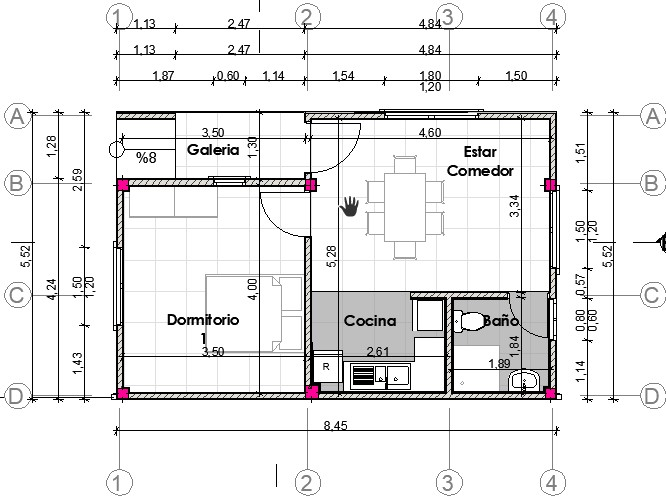 1 2 3 4
1,13 2,47 4,84
1,13 2,47 4,84
1,87 0,60 1,14 1,54 1,80 1,50
1,20
A A
3,50 4,60
Galeria
1,30
%8
Estar
Comedor
1,28
2,59
1,51
B B
3,34
5,28
5,52
4,24
1,50
1,20
1,50
1,20
5,52
4,00
C C
0,57
0,80
0,60
Dormitorio
1
Cocina
Baño
1,84
3,50 2,61
1,89
R
1,43
1,14
D D
8,45
1 2 3 4